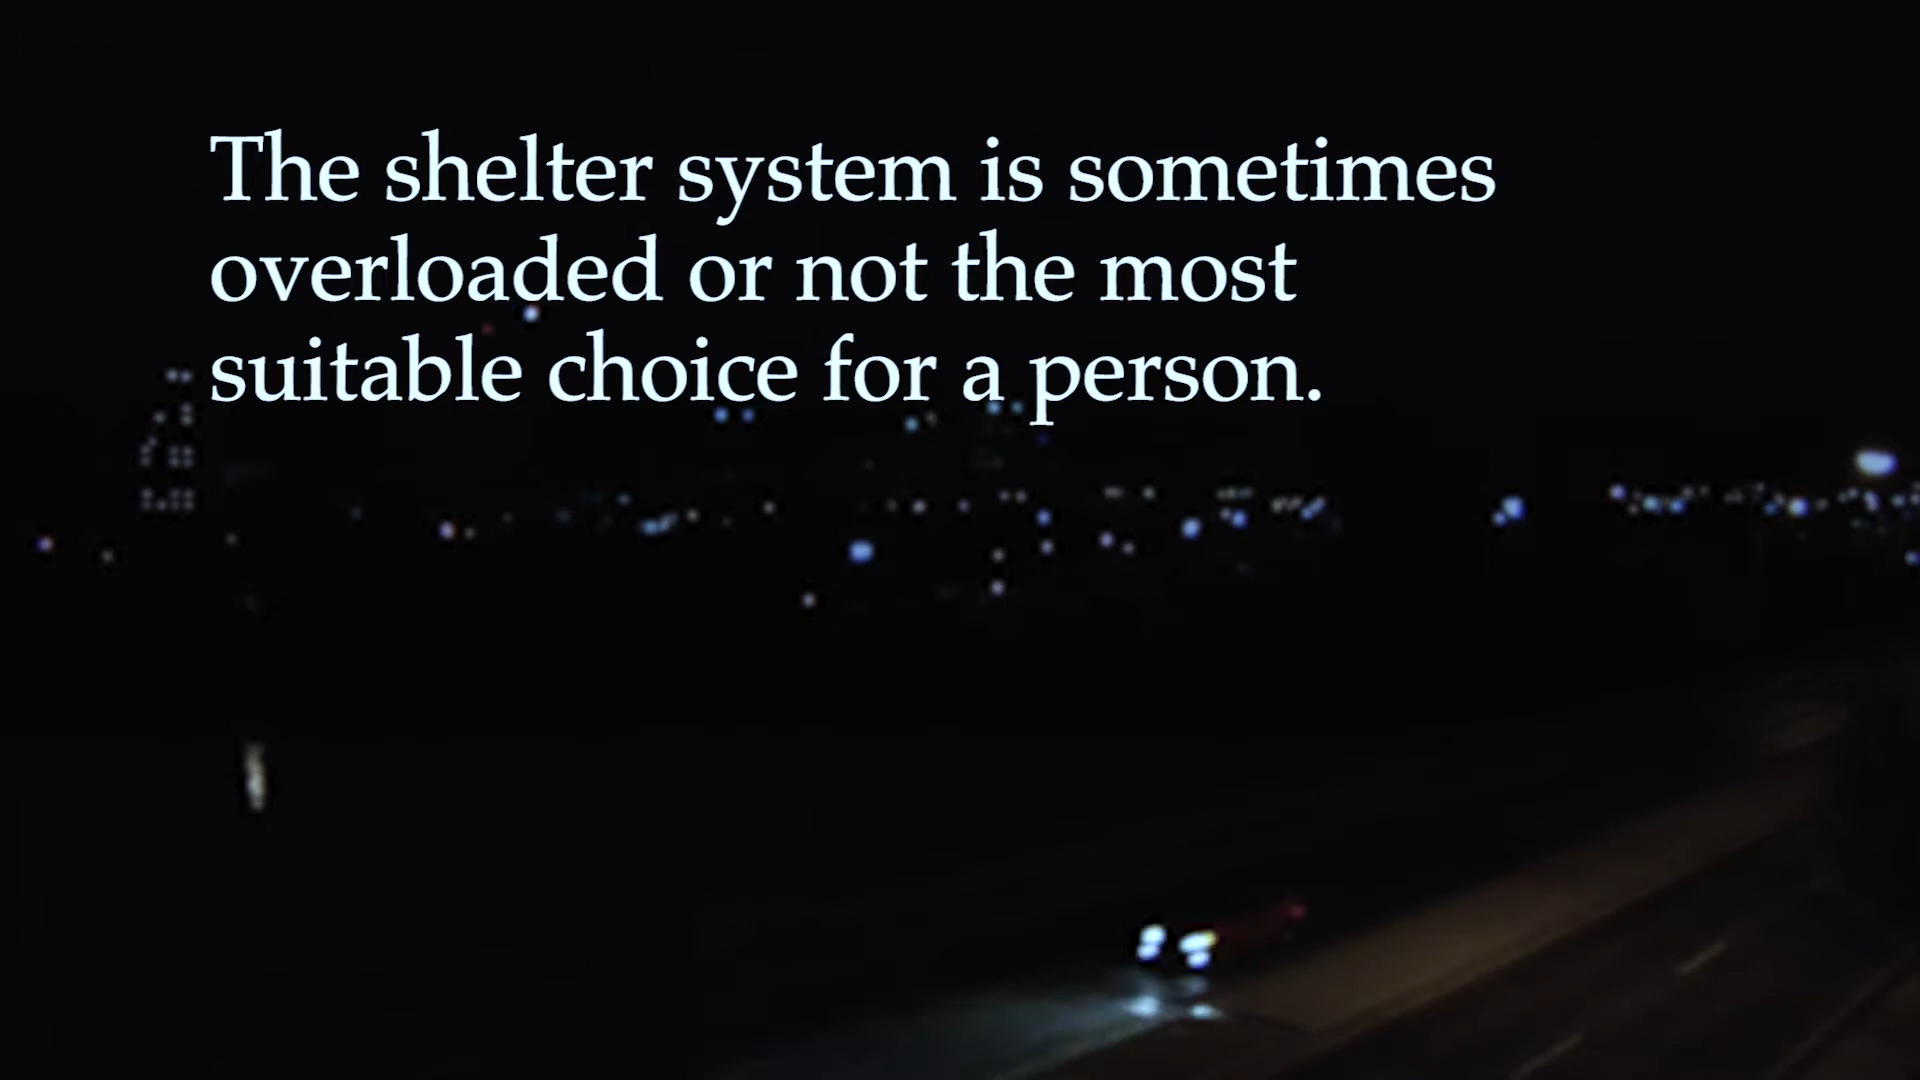 The shelter system is sometimes
overloaded or not the most
suitable choice for a person.